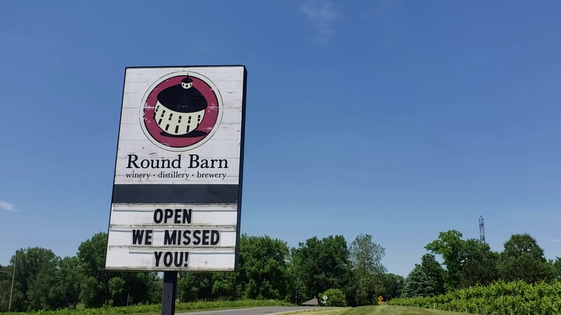 Round Barn
winery • distillery • brewery
OPEN
WE MISSED
YOU!